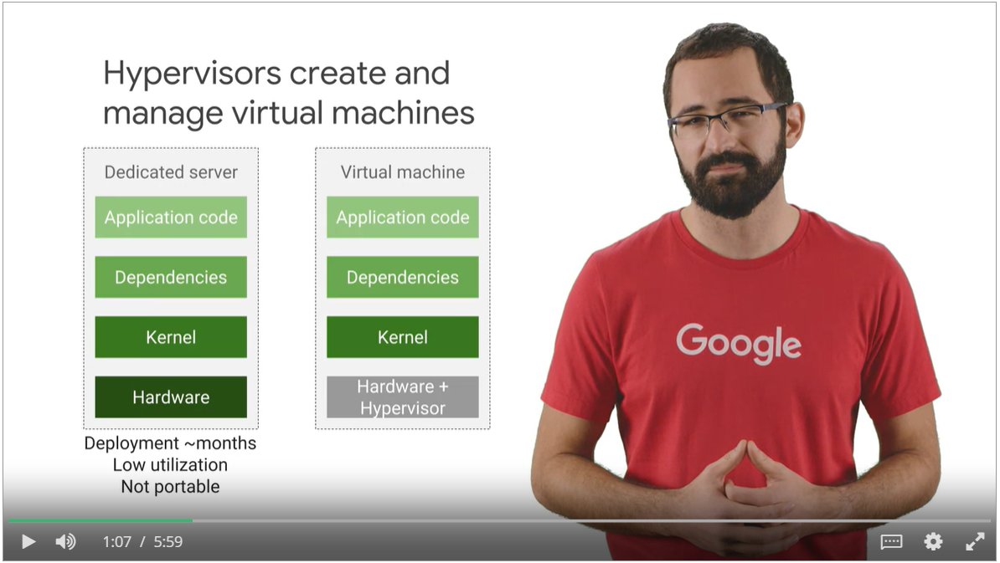 Hypervisors create and
manage virtual machines
Dedicated server
Application code
Dependencies
Kernel
Hardware
Deployment ~months
Low utilization
Not portable
Virtual machine
Application code
Dependencies
Kernel
Hardware +
Hypervisor
Google
1:07 / 5:59